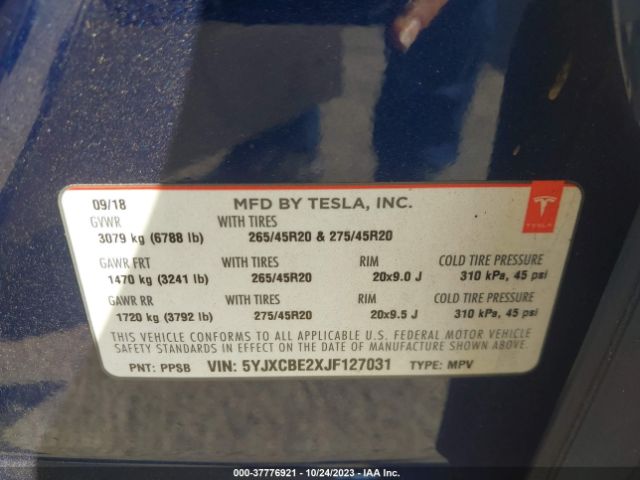 09/18 MFD BY TESLA, INC.
GVWR WITH TIRES
3079 kg (6788 lb) 265/45R20 & 275/45R20
TESLA
GAWR FRT WITH TIRES RIM COLD TIRE PRESSURE
1470 kg (3241 lb) 265/45R20 20x9.0 J 310 kPa, 45 psi
GAWR RR WITH TIRES RIM COLD TIRE PRESSURE
1720 kg (3792 lb) 275/45R20 20x9.5 J 310 kPa, 45 psi
THIS VEHICLE CONFORMS TO ALL APPLICABLE U.S. FEDERAL MOTOR VEHICLE
SAFETY STANDARDS IN EFFECT ON THE DATE OF MANUFACTURE SHOWN ABOVE.
PNT: PPSB VIN: 5YJXCBE2XJF127031 TYPE: MPV
000-37776921 - 10/24/2023 - IAA Inc.